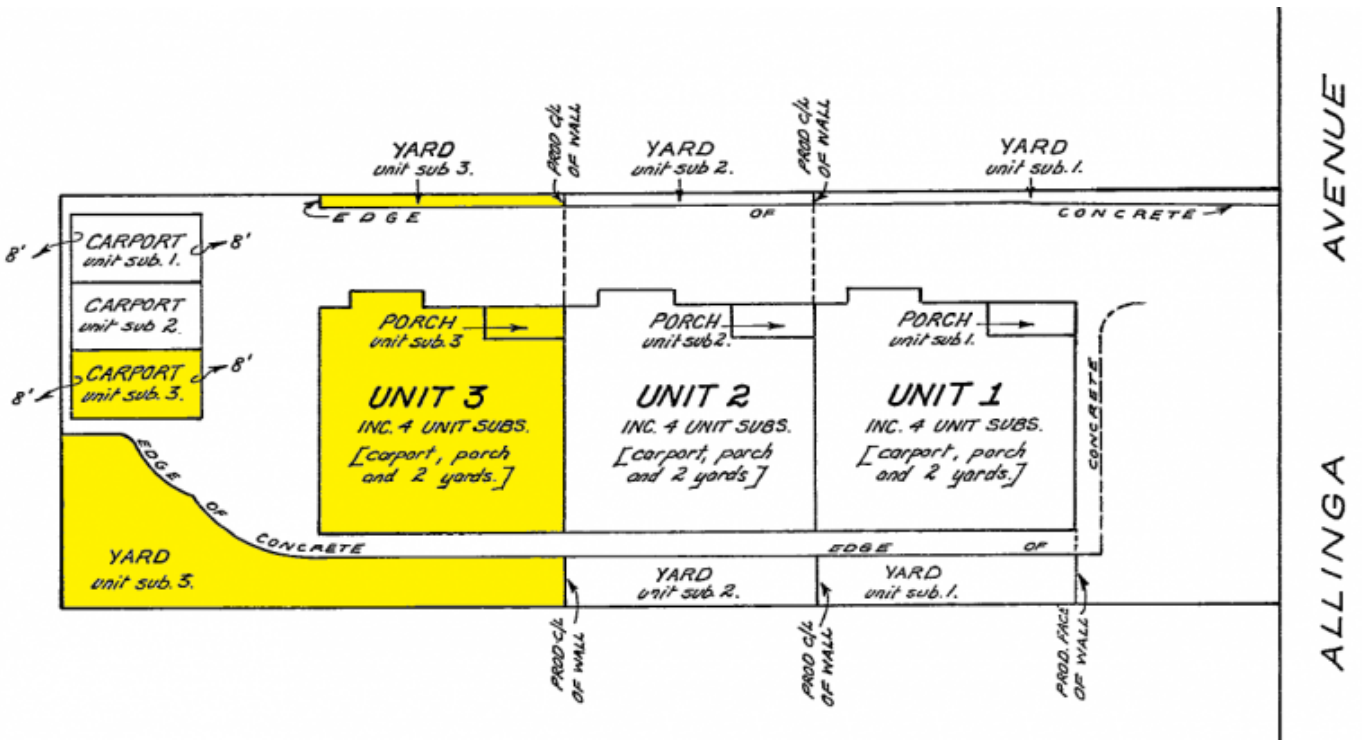 YARD
unit sub 3.
PROD C/L
OF WALL
YARD
unit sub 2.
PROD C/L
OF WALL
YARD
unit sub.1.
AVENUE
EDGE
OF
CONCRETE
8'
CARPORT
unit sub.1.
8'
CARPORT
unit sub 2.
8'
CARPORT
unit sub.3.
8'
PORCH
unit sub.3
UNIT 3
INC. 4 UNIT SUBS.
[carport, porch
and 2 yards.]
PORCH
unit sub2.
UNIT 2
INC. 4 UNIT SUBS.
[carport, porch
and 2 yards]
PORCH
unit sub.1.
UNIT 1
INC. 4 UNIT SUBS.
[carport, porch
and 2 yards.]
CONCRETE
EDGE
OF
CONCRETE
EDGE
OF
YARD
unit sub.3.
YARD
unit sub.2.
YARD
unit sub.1.
PROD C/L
OF WALL
PROD C/L
OF WALL
PROD. FACE
OF WALL
ALLINGA